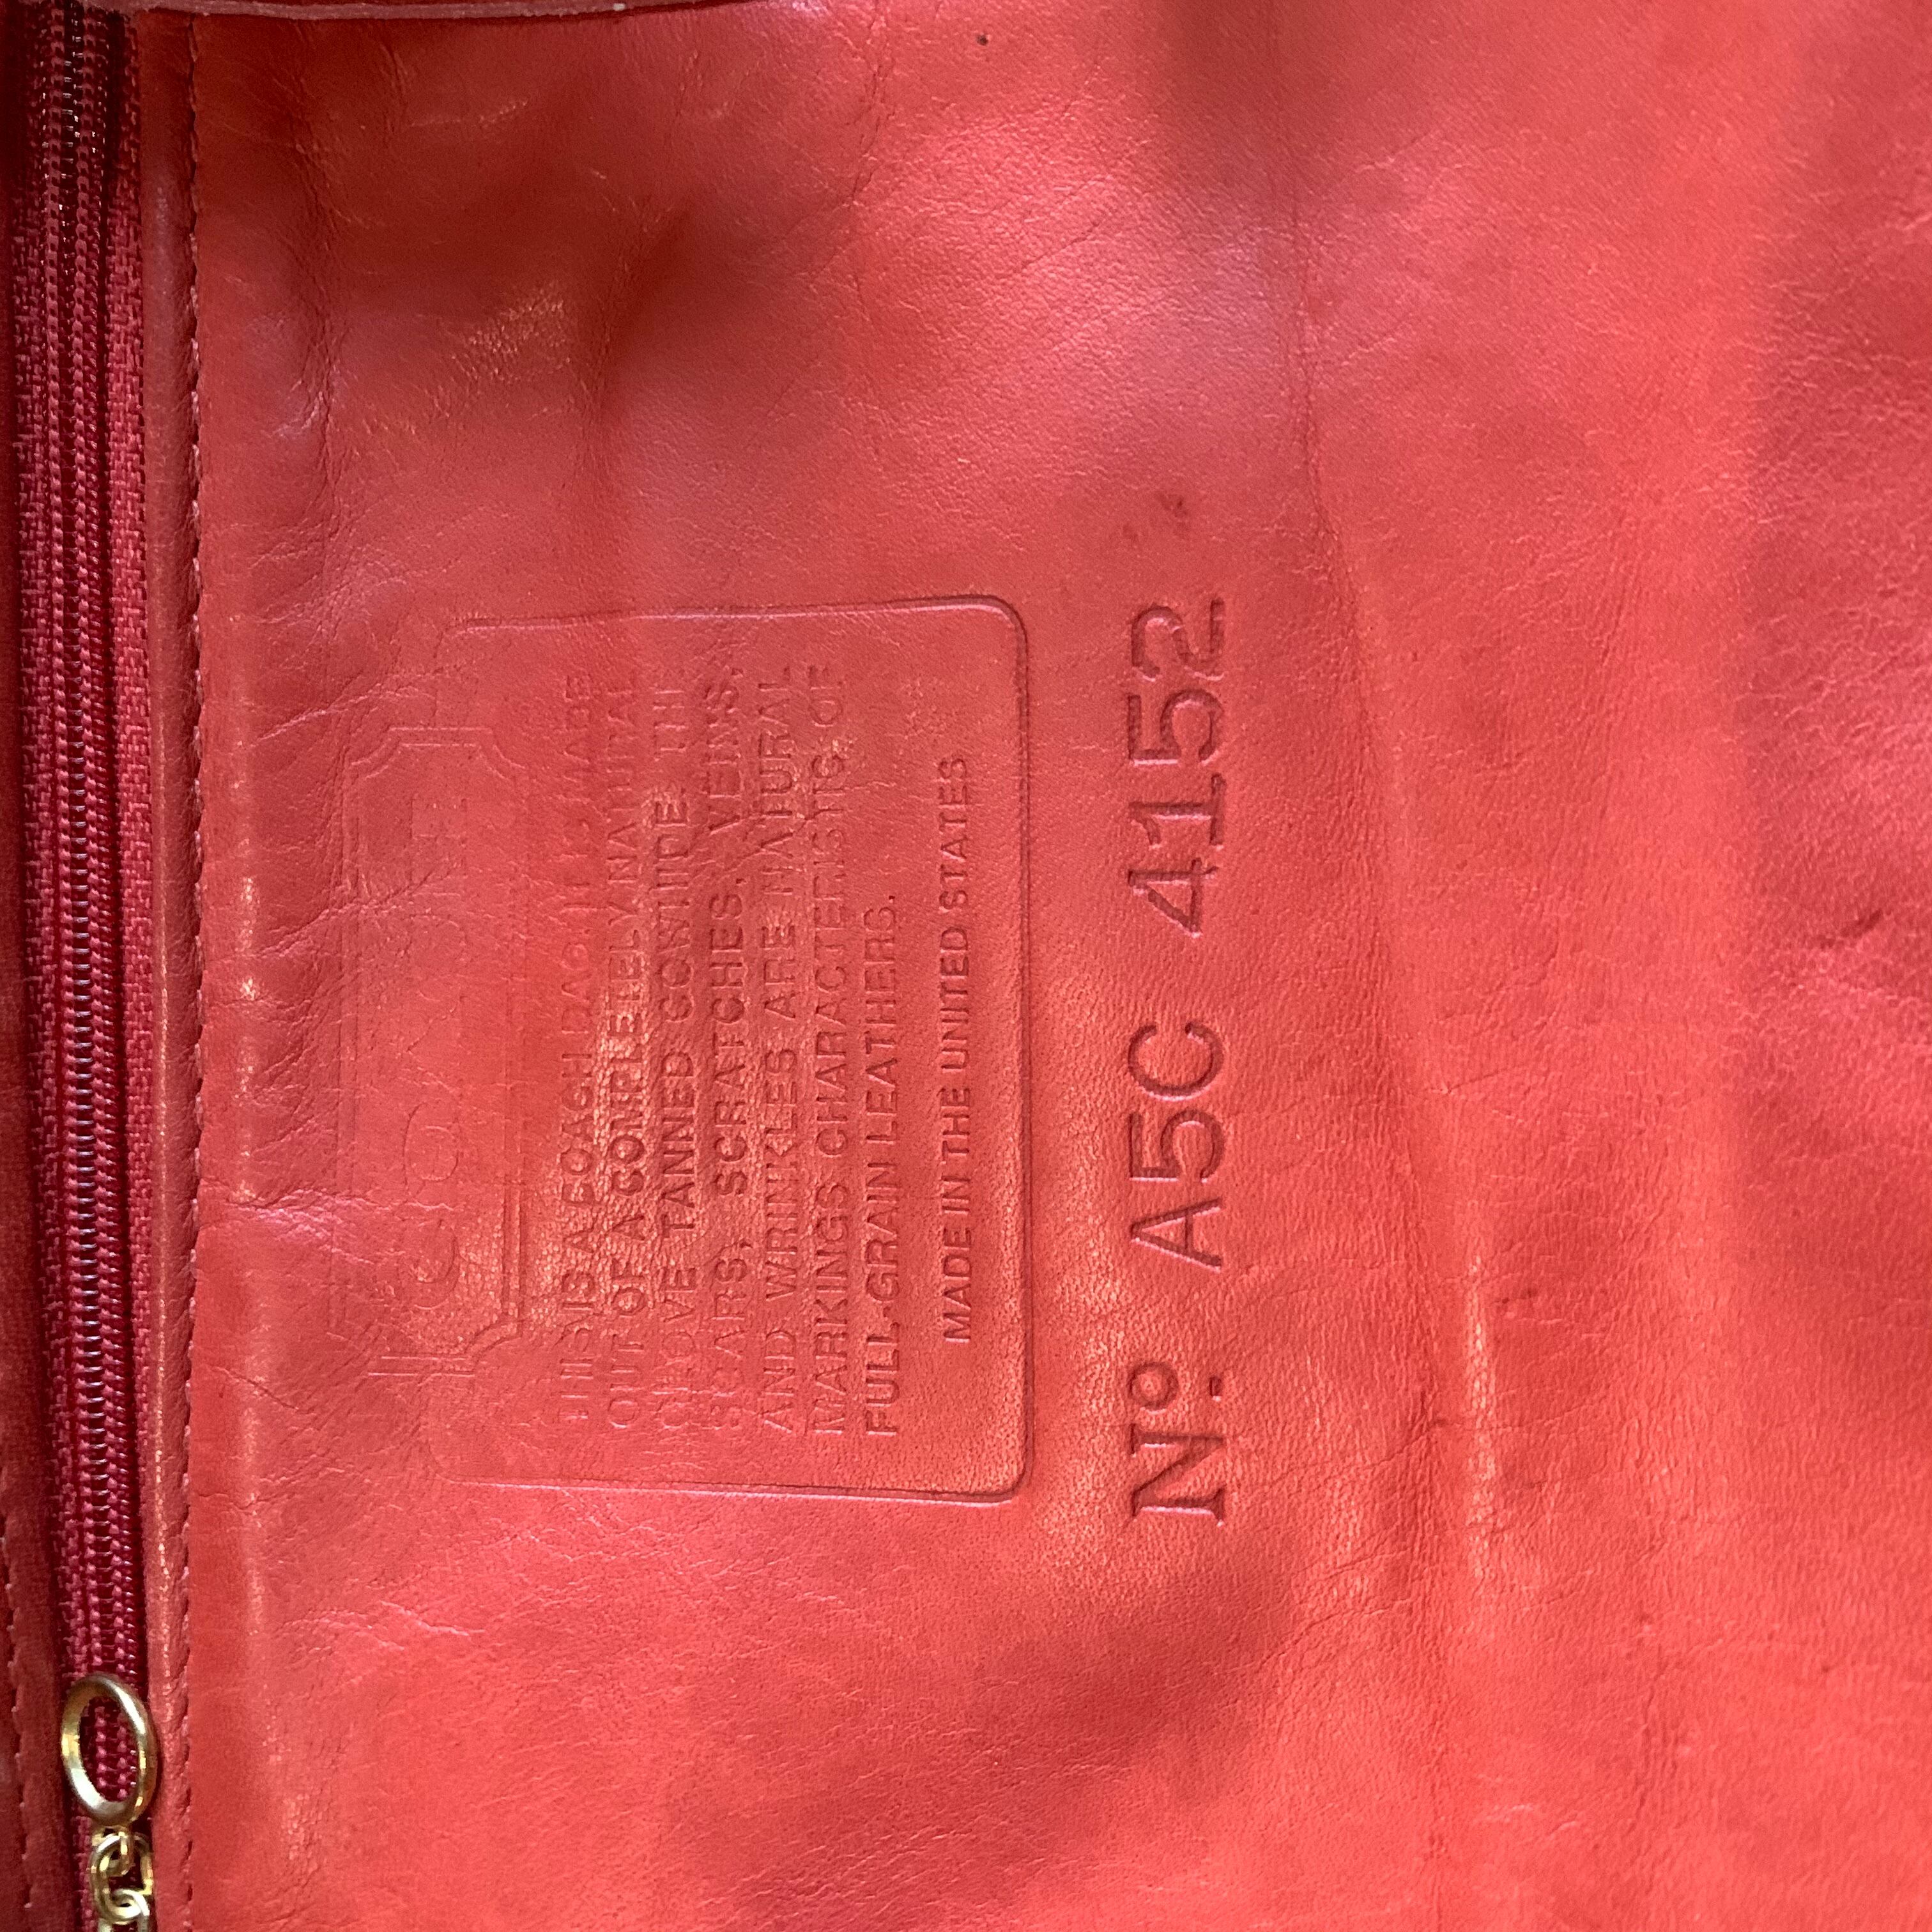 COACH
THIS IS A COACH BAG. IT IS MADE
OUT OF A COMPLETELY NATURAL
GLOVE TANNED COWHIDE. THE
SCARS, SCRATCHES, VEINS,
AND WRINKLES ARE NATURAL
MARKINGS CHARACTERISTIC OF
FULL-GRAIN LEATHERS.
MADE IN THE UNITED STATES
Nº. A5C 4152